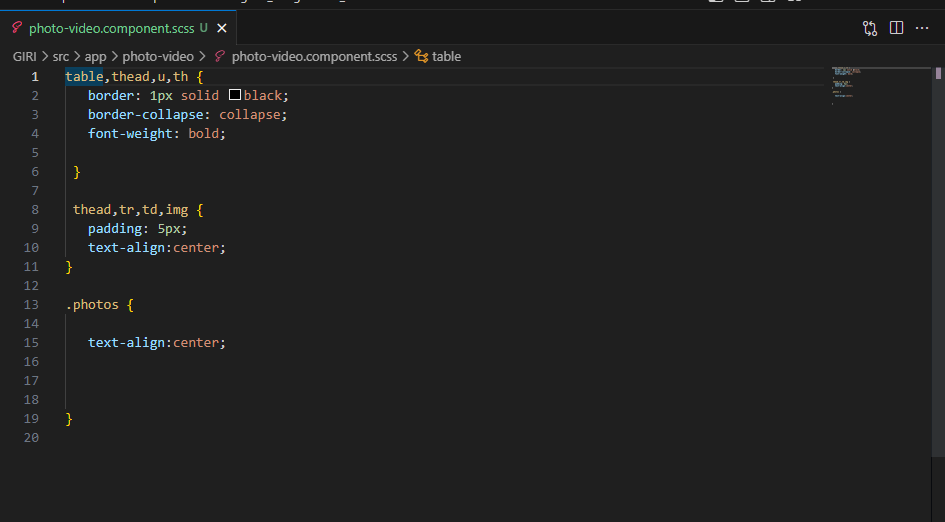 photo-video.component.scss U
GIRI > src > app > photo-video > photo-video.component.scss > table
1 table,thead,u,th {
2 border: 1px solid black;
3 border-collapse: collapse;
4 font-weight: bold;
5
6 }
7
8 thead,tr,td,img {
9 padding: 5px;
10 text-align:center;
11 }
12
13 .photos {
14
15 text-align:center;
16
17
18
19 }
20